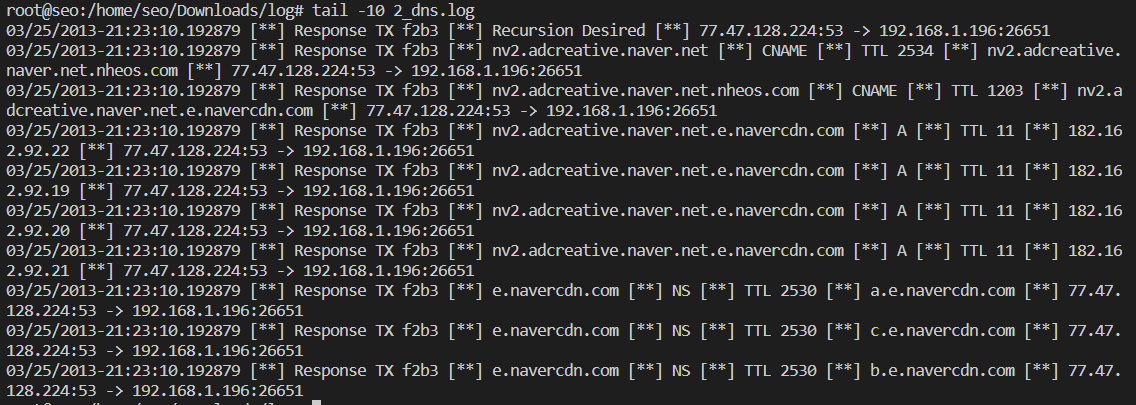 root@seo:/home/seo/Downloads/log# tail -10 2_dns.log
03/25/2013-21:23:10.192879 [**] Response TX f2b3 [**] Recursion Desired [**] 77.47.128.224:53 -> 192.168.1.196:26651
03/25/2013-21:23:10.192879 [**] Response TX f2b3 [**] nv2.adcreative.naver.net [**] CNAME [**] TTL 2534 [**] nv2.adcreative.
naver.net.nheos.com [**] 77.47.128.224:53 -> 192.168.1.196:26651
03/25/2013-21:23:10.192879 [**] Response TX f2b3 [**] nv2.adcreative.naver.net.nheos.com [**] CNAME [**] TTL 1203 [**] nv2.a
dcreative.naver.net.e.navercdn.com [**] 77.47.128.224:53 -> 192.168.1.196:26651
03/25/2013-21:23:10.192879 [**] Response TX f2b3 [**] nv2.adcreative.naver.net.e.navercdn.com [**] A [**] TTL 11 [**] 182.16
2.92.22 [**] 77.47.128.224:53 -> 192.168.1.196:26651
03/25/2013-21:23:10.192879 [**] Response TX f2b3 [**] nv2.adcreative.naver.net.e.navercdn.com [**] A [**] TTL 11 [**] 182.16
2.92.19 [**] 77.47.128.224:53 -> 192.168.1.196:26651
03/25/2013-21:23:10.192879 [**] Response TX f2b3 [**] nv2.adcreative.naver.net.e.navercdn.com [**] A [**] TTL 11 [**] 182.16
2.92.20 [**] 77.47.128.224:53 -> 192.168.1.196:26651
03/25/2013-21:23:10.192879 [**] Response TX f2b3 [**] nv2.adcreative.naver.net.e.navercdn.com [**] A [**] TTL 11 [**] 182.16
2.92.21 [**] 77.47.128.224:53 -> 192.168.1.196:26651
03/25/2013-21:23:10.192879 [**] Response TX f2b3 [**] e.navercdn.com [**] NS [**] TTL 2530 [**] a.e.navercdn.com [**] 77.47.
128.224:53 -> 192.168.1.196:26651
03/25/2013-21:23:10.192879 [**] Response TX f2b3 [**] e.navercdn.com [**] NS [**] TTL 2530 [**] c.e.navercdn.com [**] 77.47.
128.224:53 -> 192.168.1.196:26651
03/25/2013-21:23:10.192879 [**] Response TX f2b3 [**] e.navercdn.com [**] NS [**] TTL 2530 [**] b.e.navercdn.com [**] 77.47.
128.224:53 -> 192.168.1.196:26651